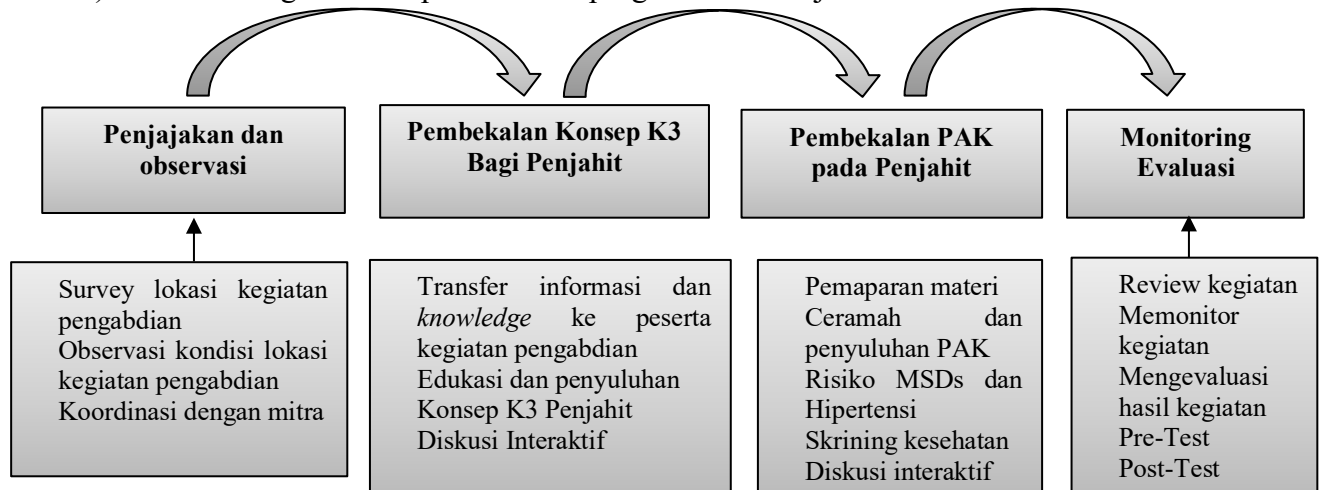 Penjajakan dan
observasi
Pembekalan Konsep K3
Bagi Penjahit
Pembekalan PAK
pada Penjahit
Monitoring
Evaluasi
Survey lokasi kegiatan
pengabdian
Observasi kondisi lokasi
kegiatan pengabdian
Koordinasi dengan mitra
Transfer informasi dan
knowledge ke peserta
kegiatan pengabdian
Edukasi dan penyuluhan
Konsep K3 Penjahit
Diskusi Interaktif
Pemaparan materi
Ceramah dan
penyuluhan PAK
Risiko MSDs dan
Hipertensi
Skrining kesehatan
Diskusi interaktif
Review kegiatan
Memonitor
kegiatan
Mengevaluasi
hasil kegiatan
Pre-Test
Post-Test